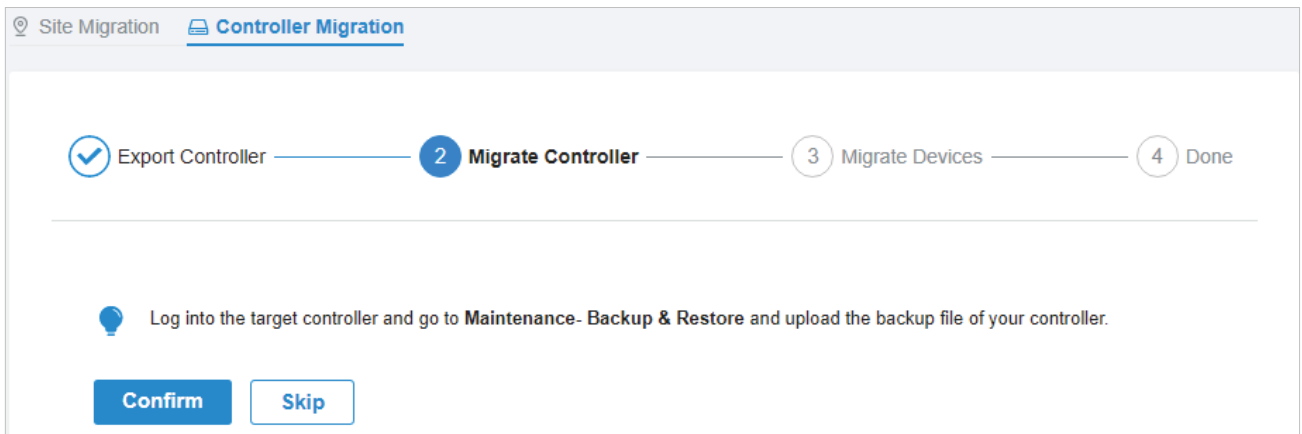 Site Migration Controller Migration
Export Controller 2 Migrate Controller 3 Migrate Devices 4 Done
Log into the target controller and go to Maintenance- Backup & Restore and upload the backup file of your controller.
Confirm Skip